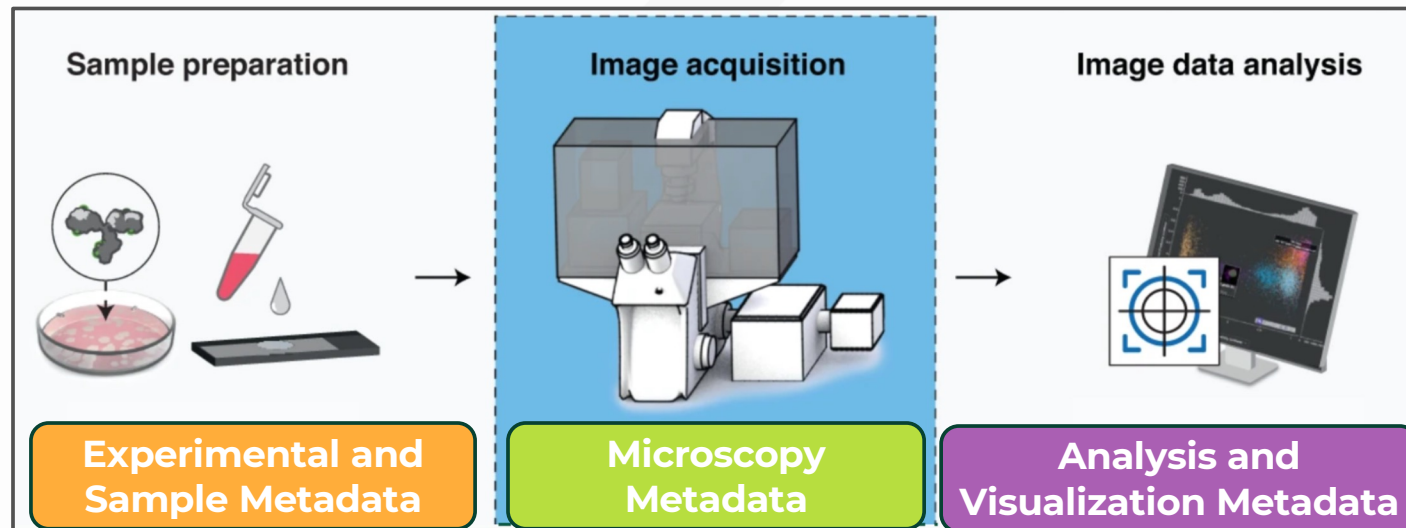 Sample preparation
Image acquisition
Image data analysis
Experimental and
Sample Metadata
Microscopy
Metadata
Analysis and
Visualization Metadata